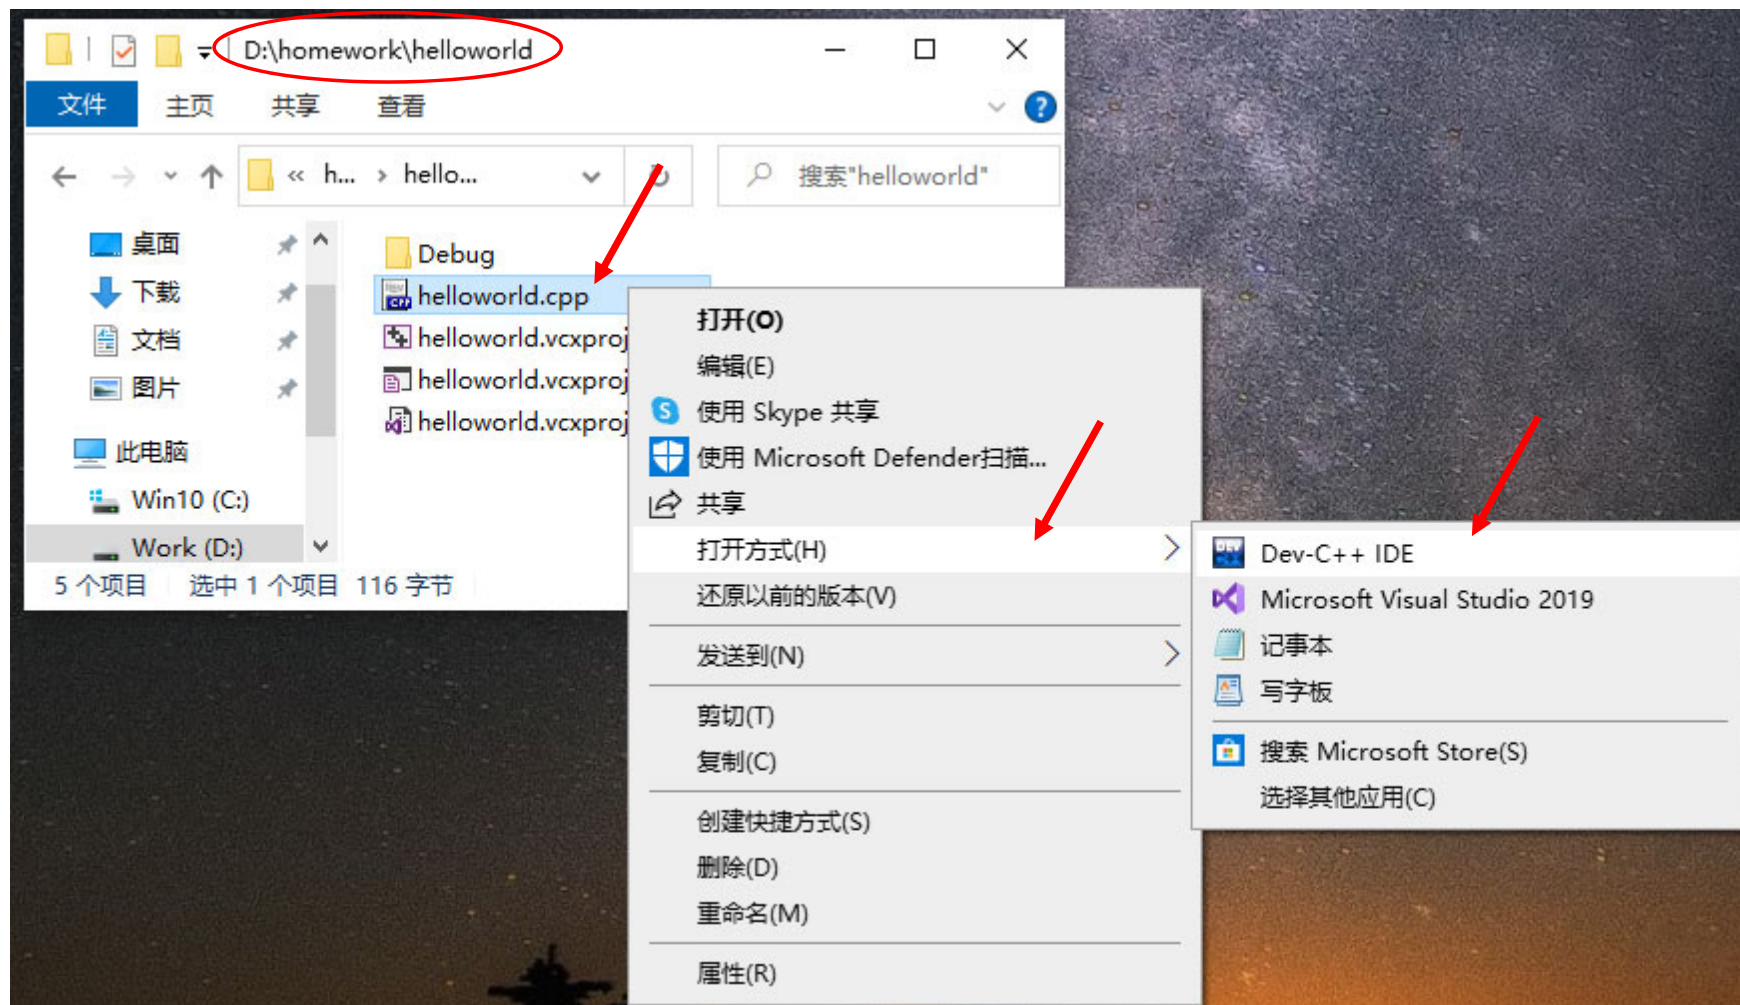 D:\homework\helloworld
文件 主页 共享 查看
h... hello... 搜索"helloworld"
桌面
下载
文档
图片
此电脑
Win10 (C:)
Work (D:)
Debug
helloworld.cpp
helloworld.vcxproj
helloworld.vcxproj
helloworld.vcxproj
5 个项目 选中 1 个项目 116 字节
打开(O)
编辑(E)
使用 Skype 共享
使用 Microsoft Defender扫描...
共享
打开方式(H)
还原以前的版本(V)
发送到(N)
剪切(T)
复制(C)
创建快捷方式(S)
删除(D)
重命名(M)
属性(R)
Dev-C++ IDE
Microsoft Visual Studio 2019
记事本
写字板
搜索 Microsoft Store(S)
选择其他应用(C)